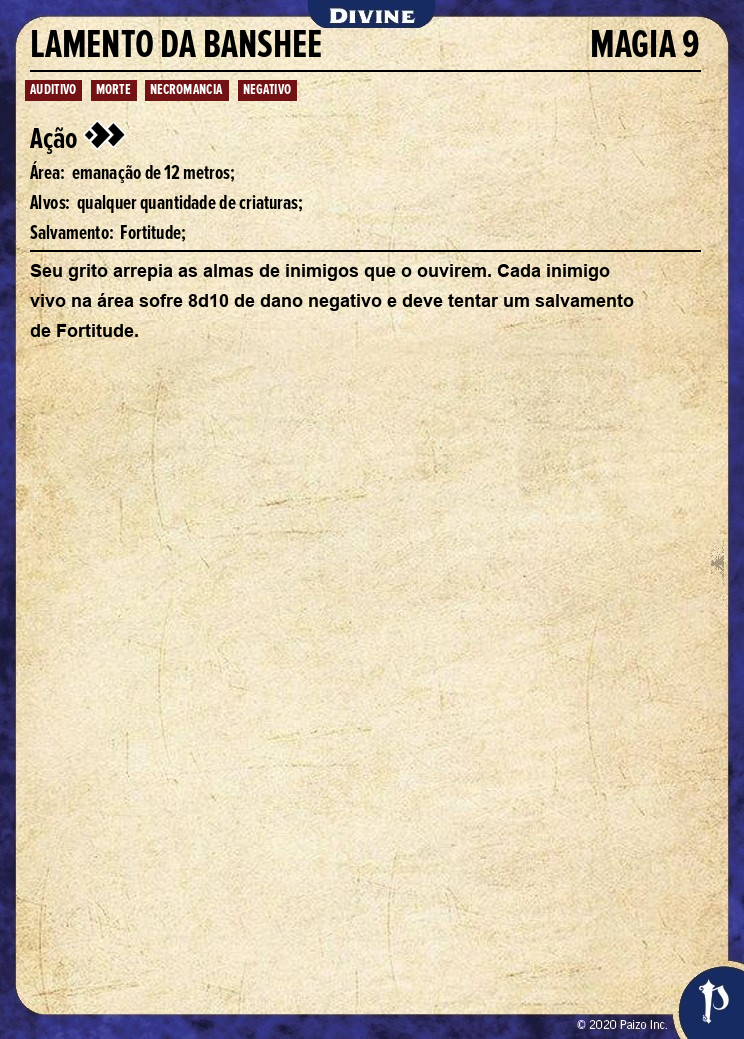 DIVINE
LAMENTO DA BANSHEE MAGIA 9
AUDITIVO MORTE NECROMANCIA NEGATIVO
Ação
Área: emanação de 12 metros;
Alvos: qualquer quantidade de criaturas;
Salvamento: Fortitude;
Seu grito arrepia as almas de inimigos que o ouvirem. Cada inimigo
vivo na área sofre 8d10 de dano negativo e deve tentar um salvamento
de Fortitude.
© 2020 Paizo Inc.